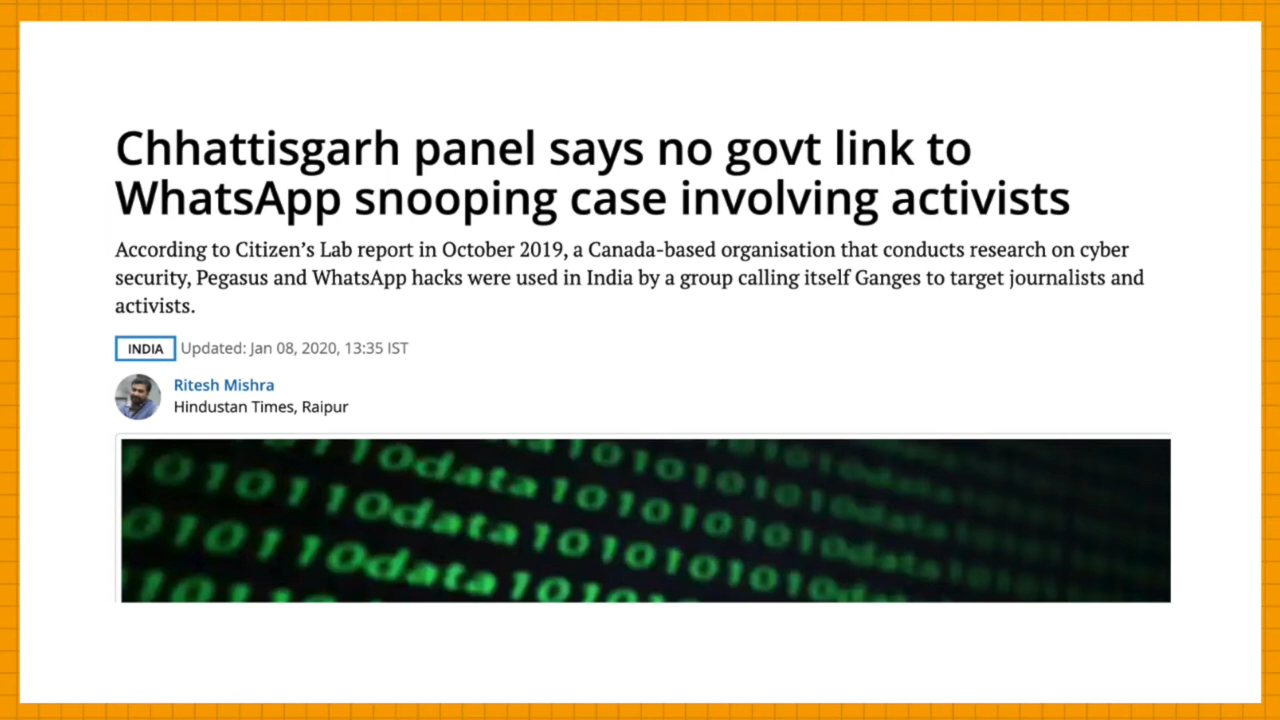 Chhattisgarh panel says no govt link to
WhatsApp snooping case involving activists
According to Citizen's Lab report in October 2019, a Canada-based organisation that conducts research on cyber
security, Pegasus and WhatsApp hacks were used in India by a group calling itself Ganges to target journalists and
activists.
INDIA Updated: Jan 08, 2020, 13:35 IST
Ritesh Mishra
Hindustan Times, Raipur
110data1010101010
010110data1010101010data
010110data1010101010data